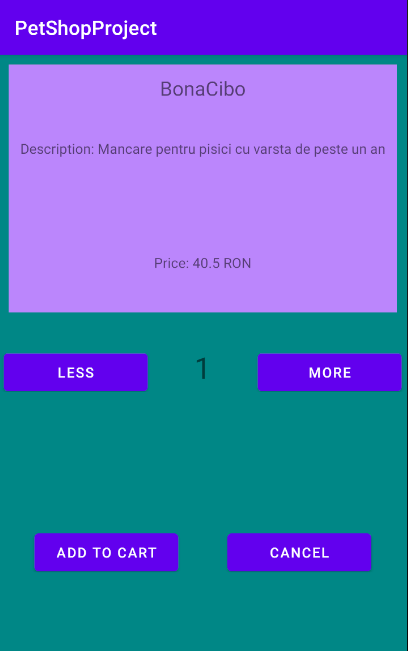 PetShopProject
BonaCibo
Description: Mancare pentru pisici cu varsta de peste un an
Price: 40.5 RON
LESS 1 MORE
ADD TO CART CANCEL